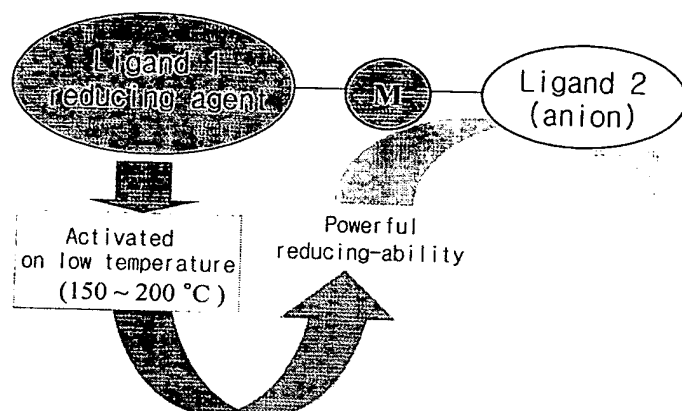 Ligand 1
reducing agent
M
Ligand 2
(anion)
Activated
on low temperature
(150 ~ 200 °C)
Powerful
reducing-ability